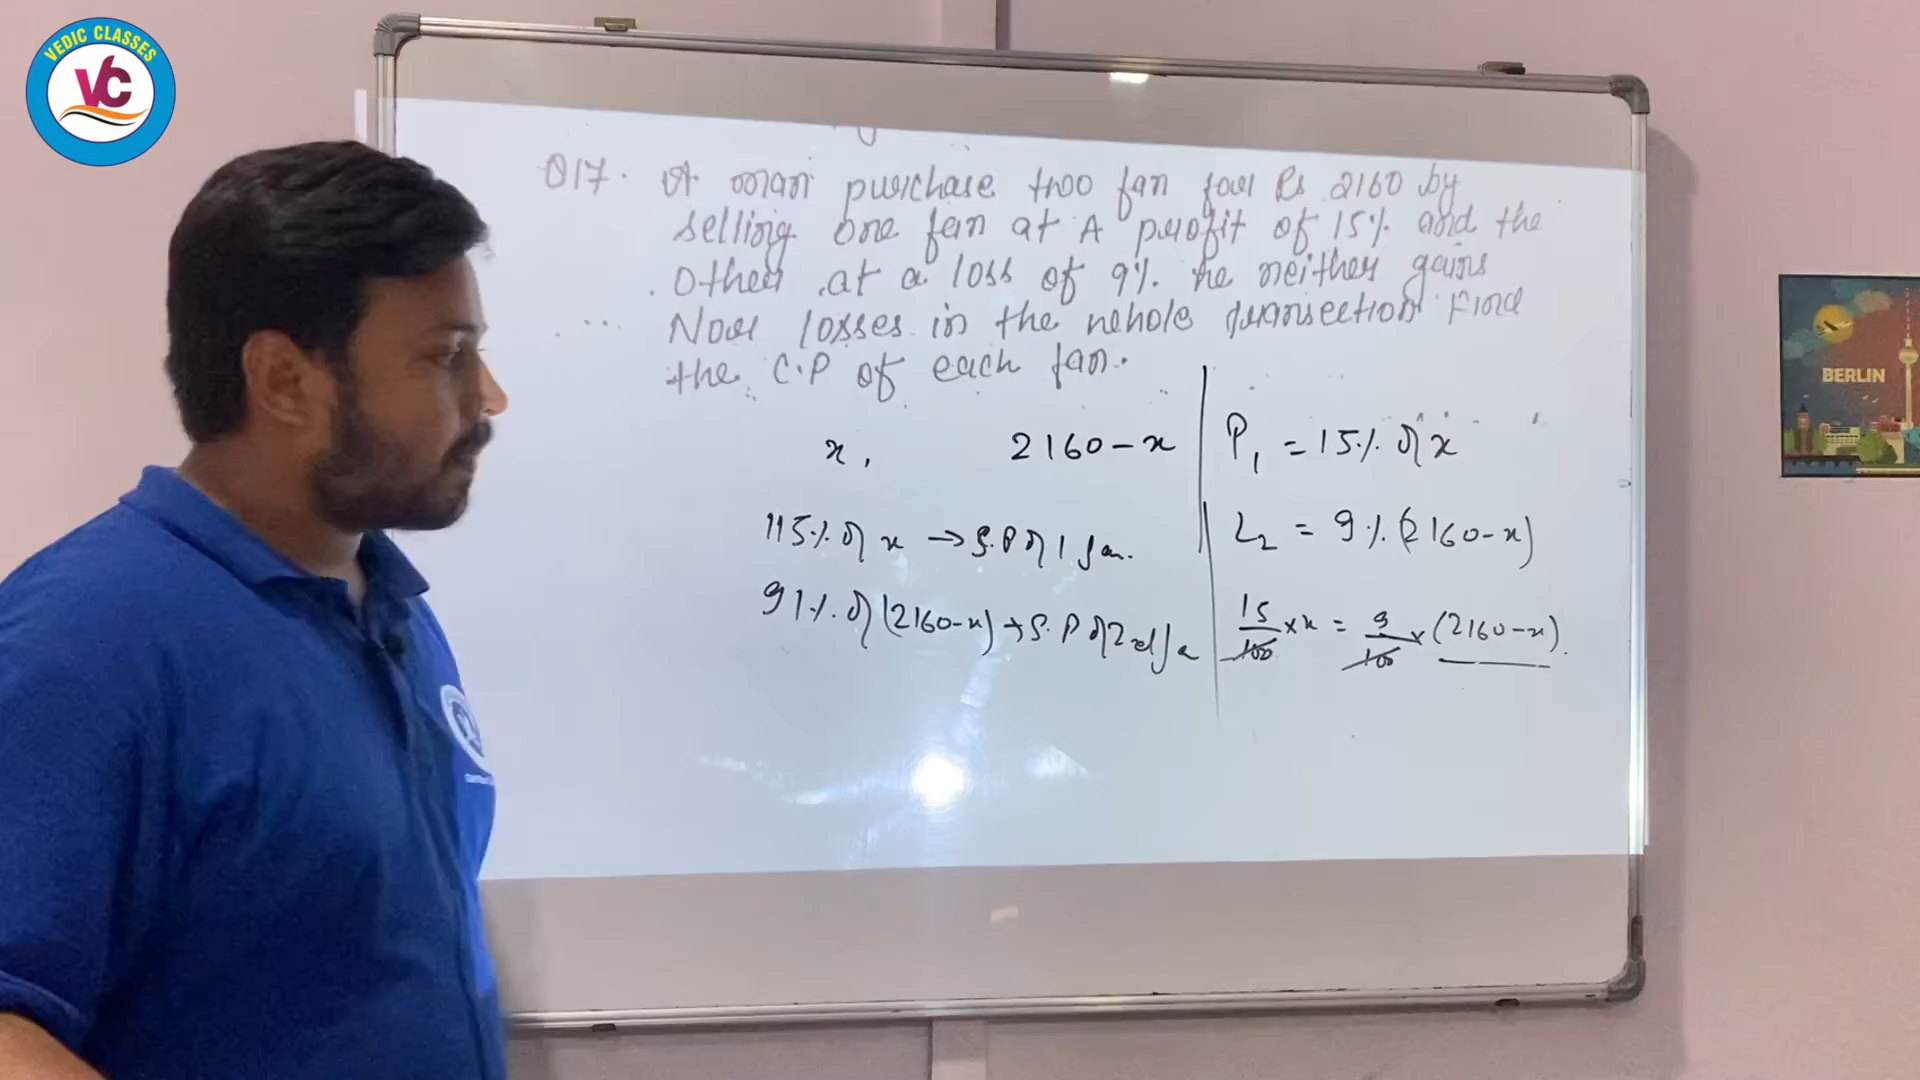 VEDIC CLASSES
VC
Q17. A man purchase two fan four Rs 2160 by
selling one fan at A profit of 15% and the
Other at a loss of 9%. he neither gains
Nour losses in the whole transection Find
the C.P of each fan.
x, 2160-x
115% of x → S.P of 1 fan.
91% of (2160-x) → S.P of 2nd fan
P₁ = 15% of x
L₂ = 9% (2160-x)
15/100 × x = 9/100 × (2160-x).
BERLIN